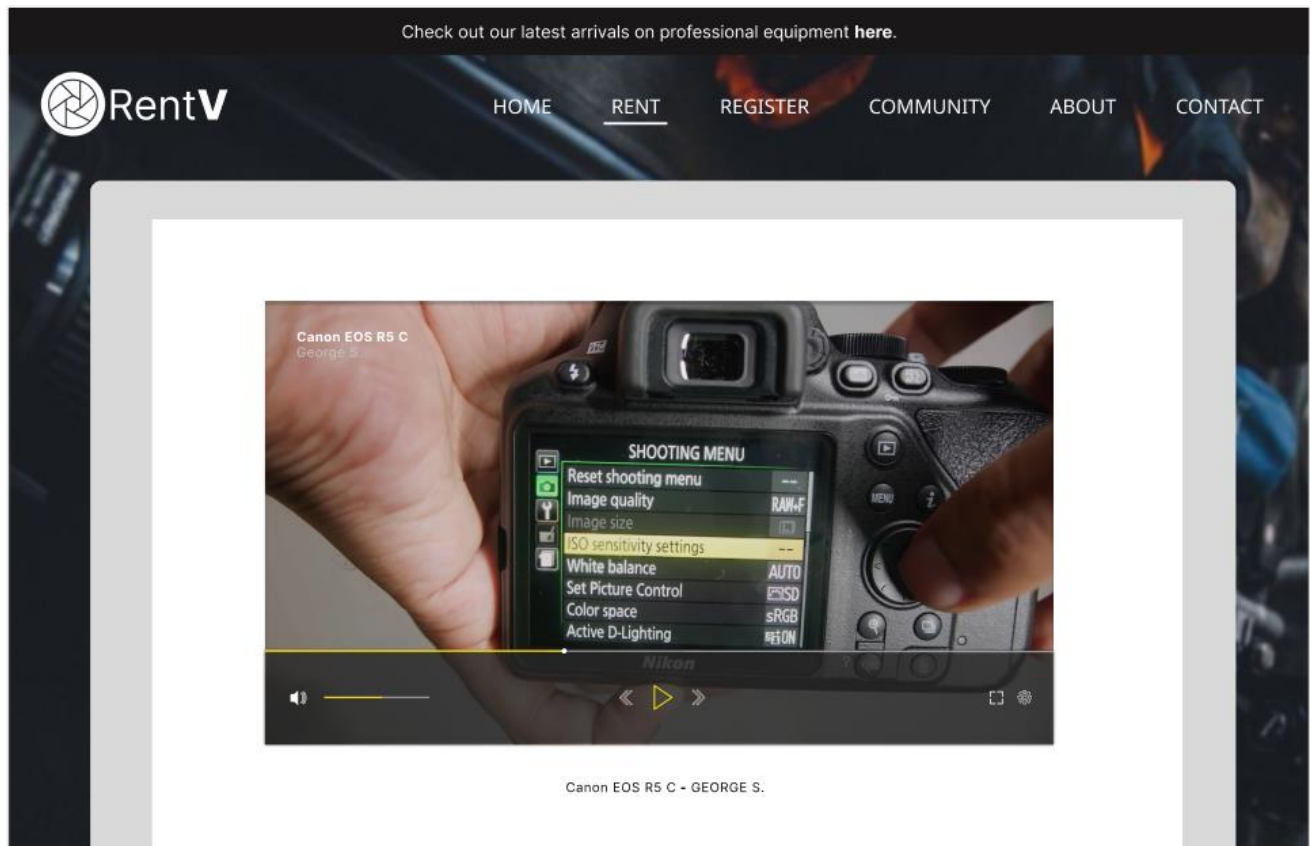 Check out our latest arrivals on professional equipment here.
RentV
HOME RENT REGISTER COMMUNITY ABOUT CONTACT
Canon EOS R5 C
George S.
SHOOTING MENU
Reset shooting menu --
Image quality RAW+F
Image size
ISO sensitivity settings --
White balance AUTO
Set Picture Control SD
Color space sRGB
Active D-Lighting ON
MENU
i
Nikon
Canon EOS R5 C - GEORGE S.